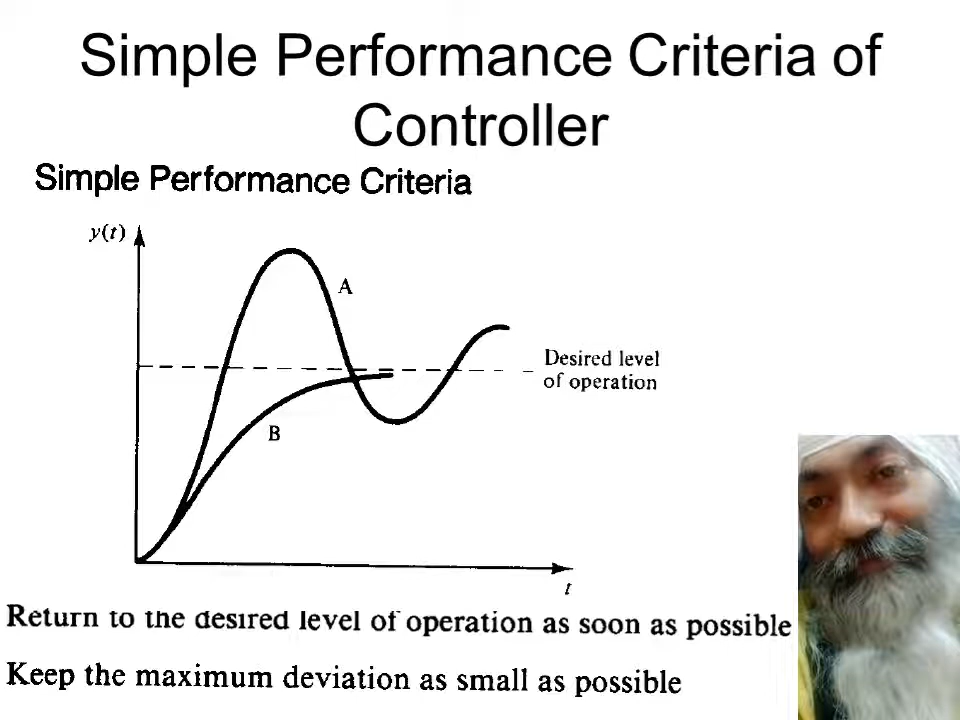 Simple Performance Criteria of
Controller
Simple Performance Criteria
y(t)
A
Desired level
of operation
B
t
Return to the desired level of operation as soon as possible
Keep the maximum deviation as small as possible